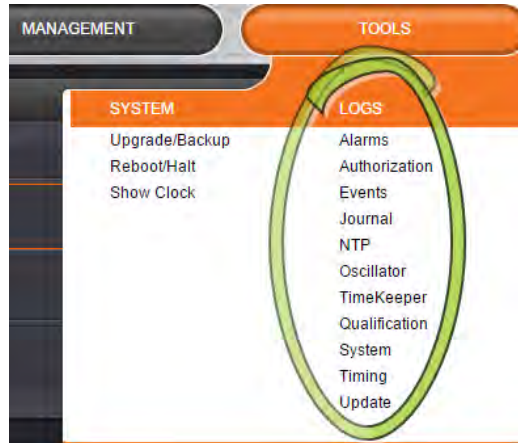 MANAGEMENT
TOOLS
SYSTEM
Upgrade/Backup
Reboot/Halt
Show Clock
LOGS
Alarms
Authorization
Events
Journal
NTP
Oscillator
TimeKeeper
Qualification
System
Timing
Update